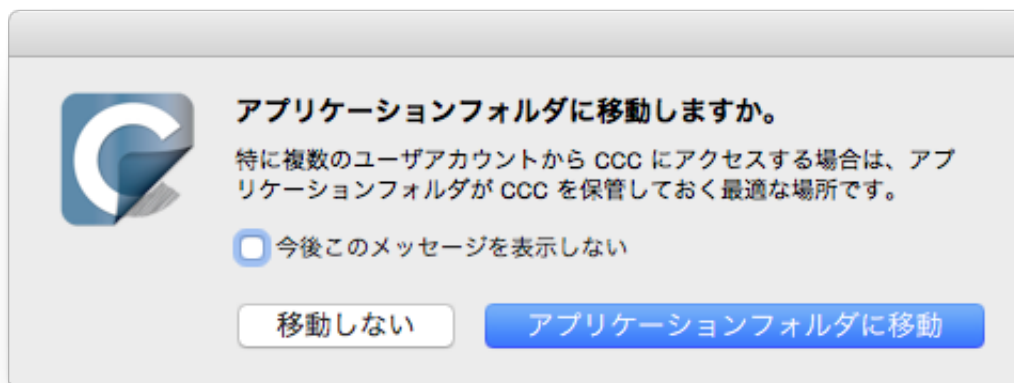 アプリケーションフォルダに移動しますか。
特に複数のユーザアカウントから CCC にアクセスする場合は、アプ
リケーションフォルダが CCC を保管しておく最適な場所です。
今後このメッセージを表示しない
移動しない
アプリケーションフォルダに移動